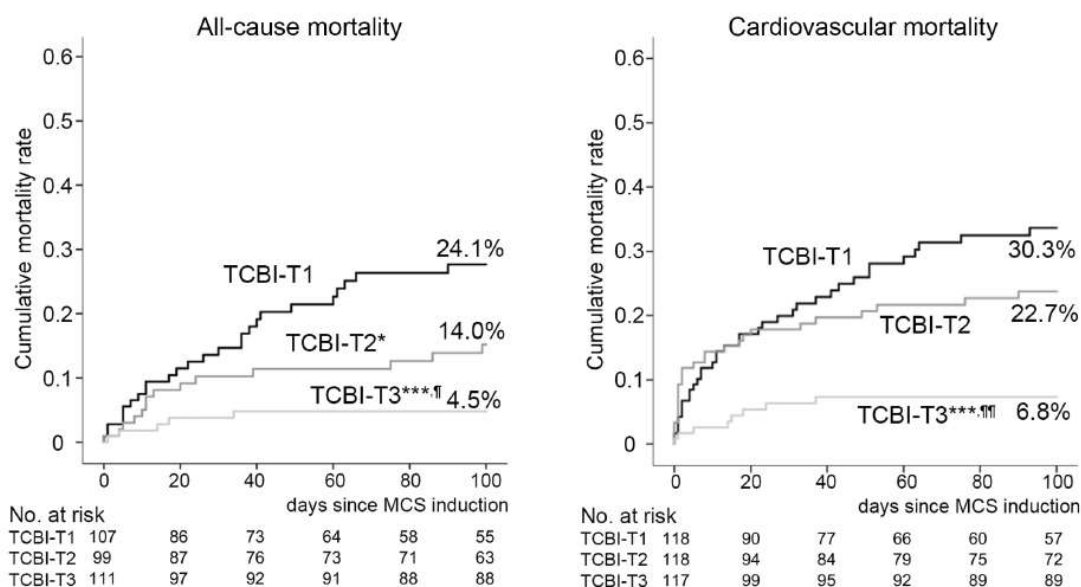 All-cause mortality
Cumulative mortality rate
0.6
0.5
0.4
0.3
0.2
0.1
0
24.1%
TCBI-T1
14.0%
TCBI-T2*
TCBI-T3***,¶ 4.5%
0 20 40 60 80 100
days since MCS induction
No. at risk
TCBI-T1 107 86 73 64 58 55
TCBI-T2 99 87 76 73 71 63
TCBI-T3 111 97 92 91 88 88
Cardiovascular mortality
Cumulative mortality rate
0.6
0.5
0.4
0.3
0.2
0.1
0
TCBI-T1
30.3%
TCBI-T2
22.7%
TCBI-T3***,¶¶ 6.8%
0 20 40 60 80 100
days since MCS induction
No. at risk
TCBI-T1 118 90 77 66 60 57
TCBI-T2 118 94 84 79 75 72
TCBI-T3 117 99 95 92 89 89